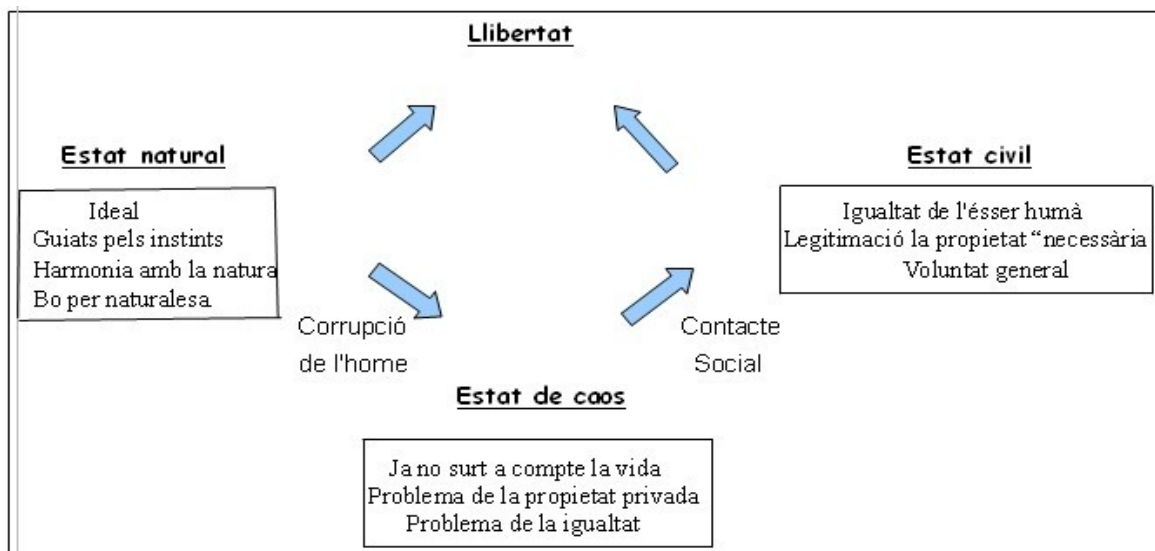 Llibertat
Estat natural
Ideal
Guiats pels instints
Harmonia amb la natura
Bo per naturalesa
Estat civil
Igualtat de l'ésser humà
Legitimació la propietat “necessària
Voluntat general
Corrupció
de l'home
Contacte
Social
Estat de caos
Ja no surt a compte la vida
Problema de la propietat privada
Problema de la igualtat